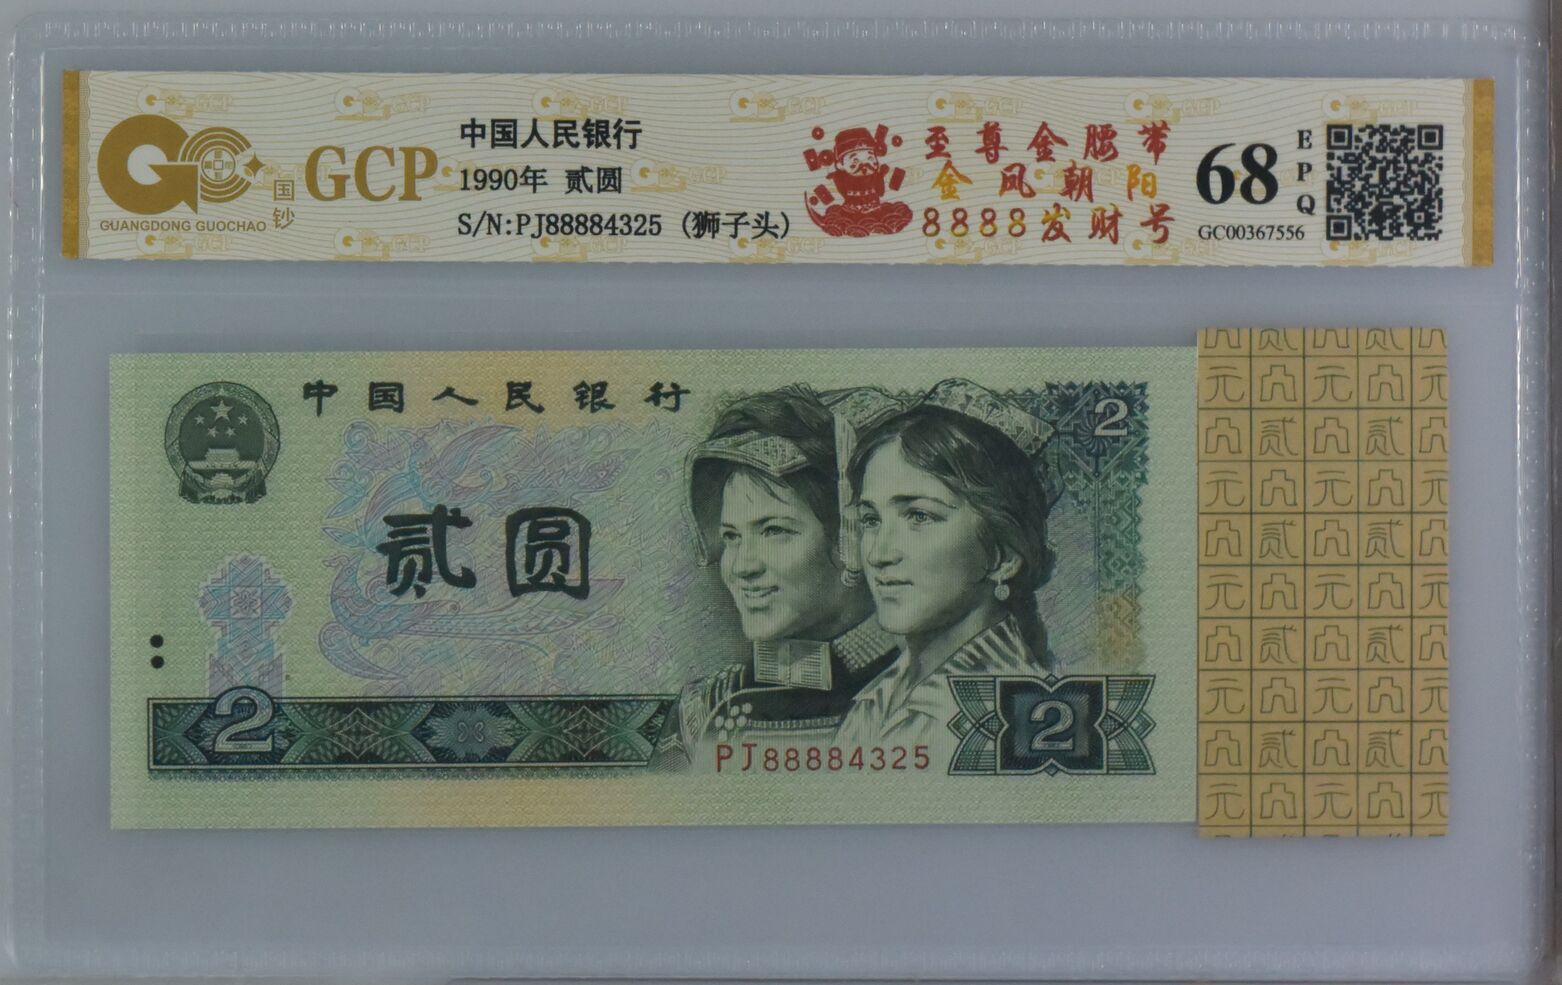 GCP
GUANGDONG GUOCHAO
国钞
中国人民银行
1990年 贰圆
S/N:PJ88884325 (狮子头)
至尊金腰带
金凤朝阳
8888发财号
68
EPQ
GC00367556
中国人民银行
贰圆
2
2
2
PJ88884325